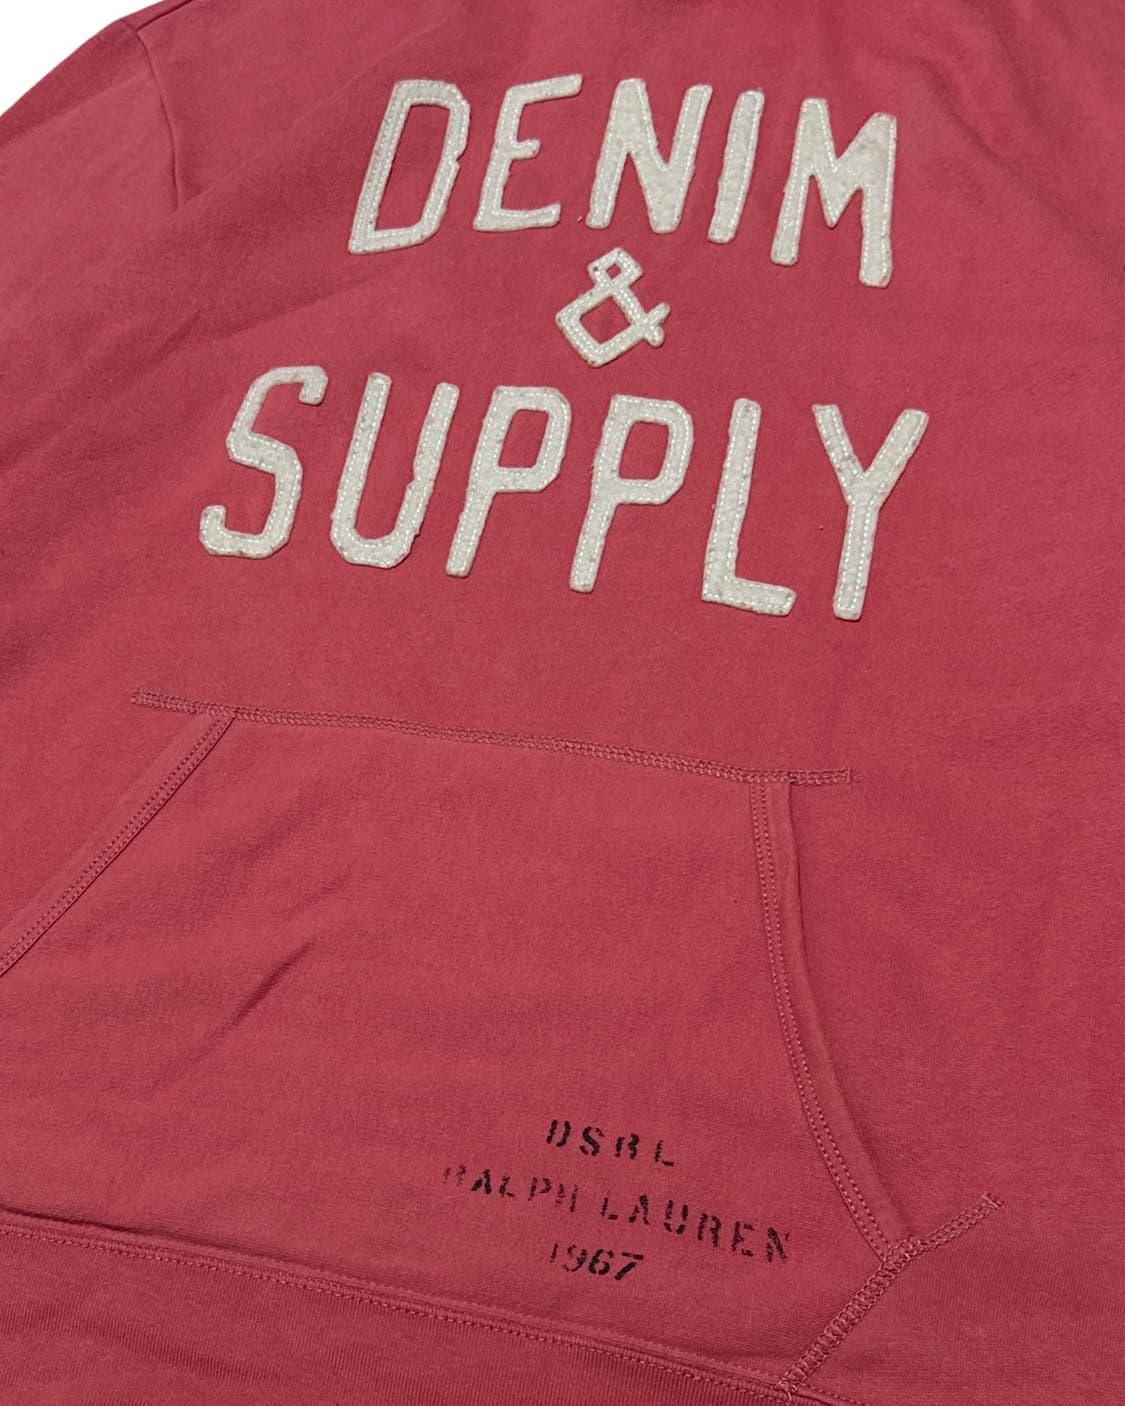 DENIM
&
SUPPLY
DSRL
RALPH LAUREN
1967